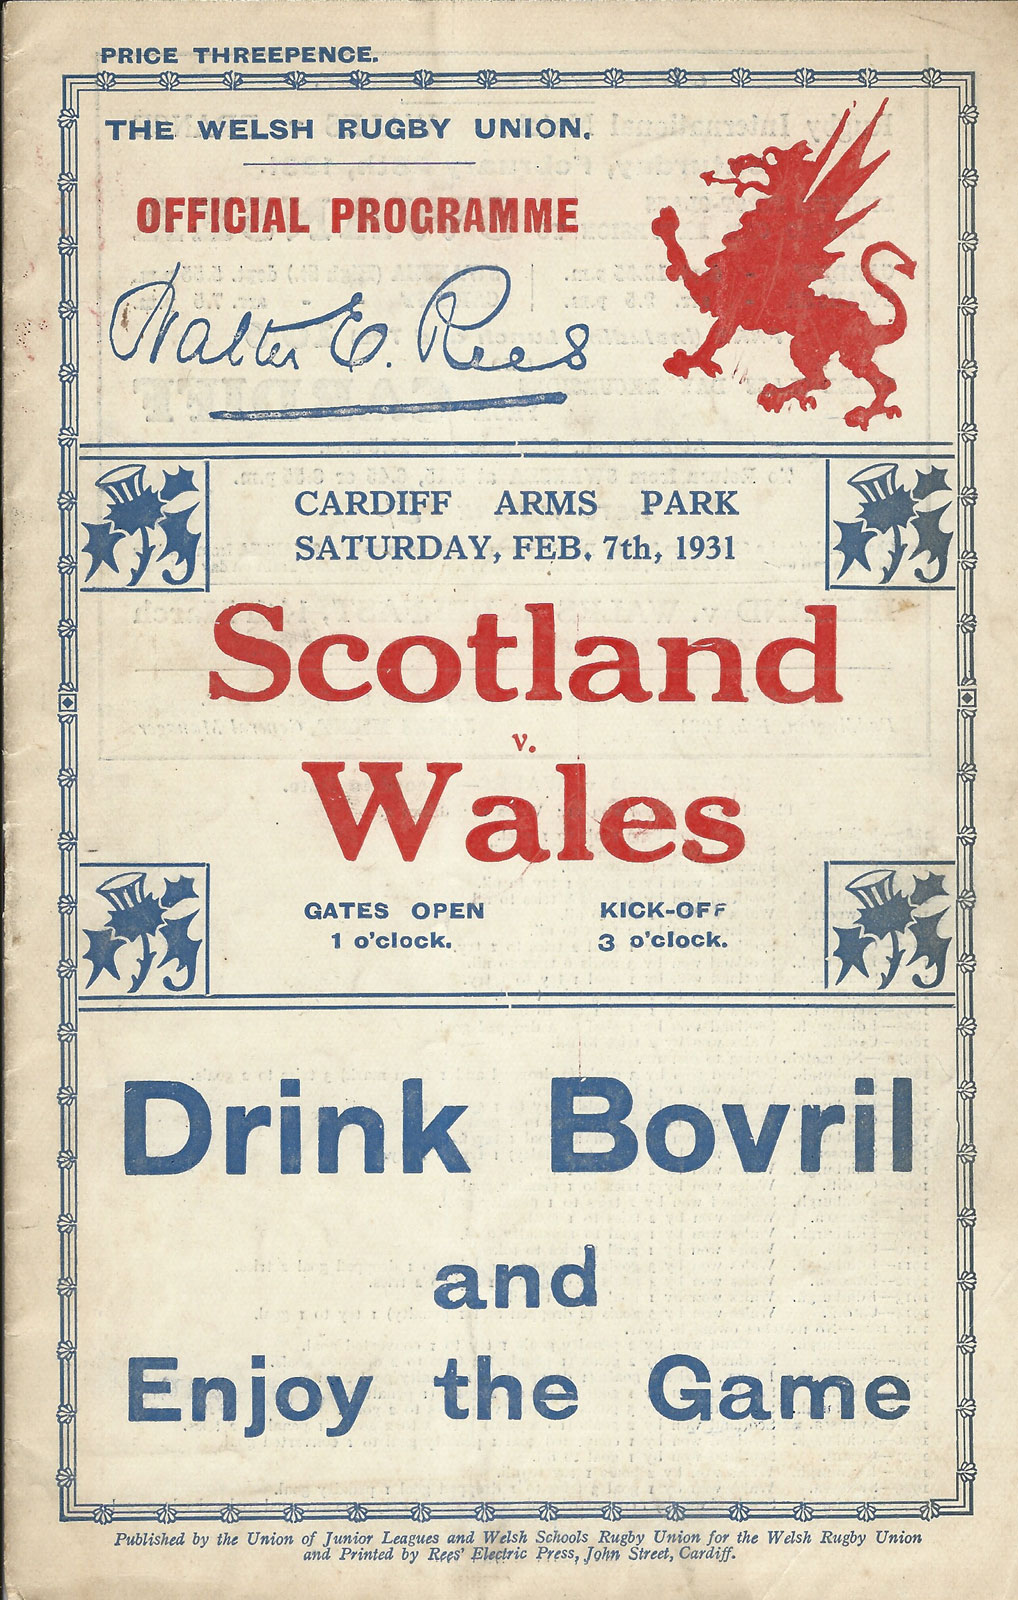 PRICE THREEPENCE.
THE WELSH RUGBY UNION.
OFFICIAL PROGRAMME
Walter E. Rees
CARDIFF ARMS PARK
SATURDAY, FEB. 7th, 1931
Scotland
v.
Wales
GATES OPEN KICK-OFF
1 o'clock. 3 o'clock.
Drink Bovril
and
Enjoy the Game
Published by the Union of Junior Leagues and Welsh Schools Rugby Union for the Welsh Rugby Union
and Printed by Rees' Electric Press, John Street, Cardiff.